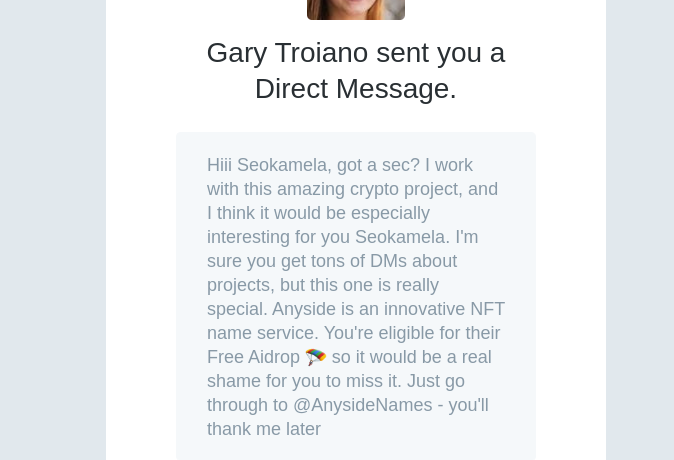 Gary Troiano sent you a
Direct Message.
Hiii Seokamela, got a sec? I work
with this amazing crypto project, and
I think it would be especially
interesting for you Seokamela. I'm
sure you get tons of DMs about
projects, but this one is really
special. Anyside is an innovative NFT
name service. You're eligible for their
Free Aidrop 🪂 so it would be a real
shame for you to miss it. Just go
through to @AnysideNames - you'll
thank me later